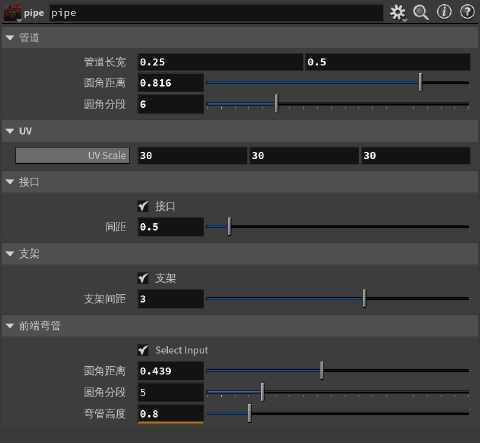 pipe pipe
管道
管道长宽 0.25 0.5
圆角距离 0.816
圆角分段 6
UV
UV Scale 30 30 30
接口
接口
间距 0.5
支架
支架
支架间距 3
前端弯管
Select Input
圆角距离 0.439
圆角分段 5
弯管高度 0.8